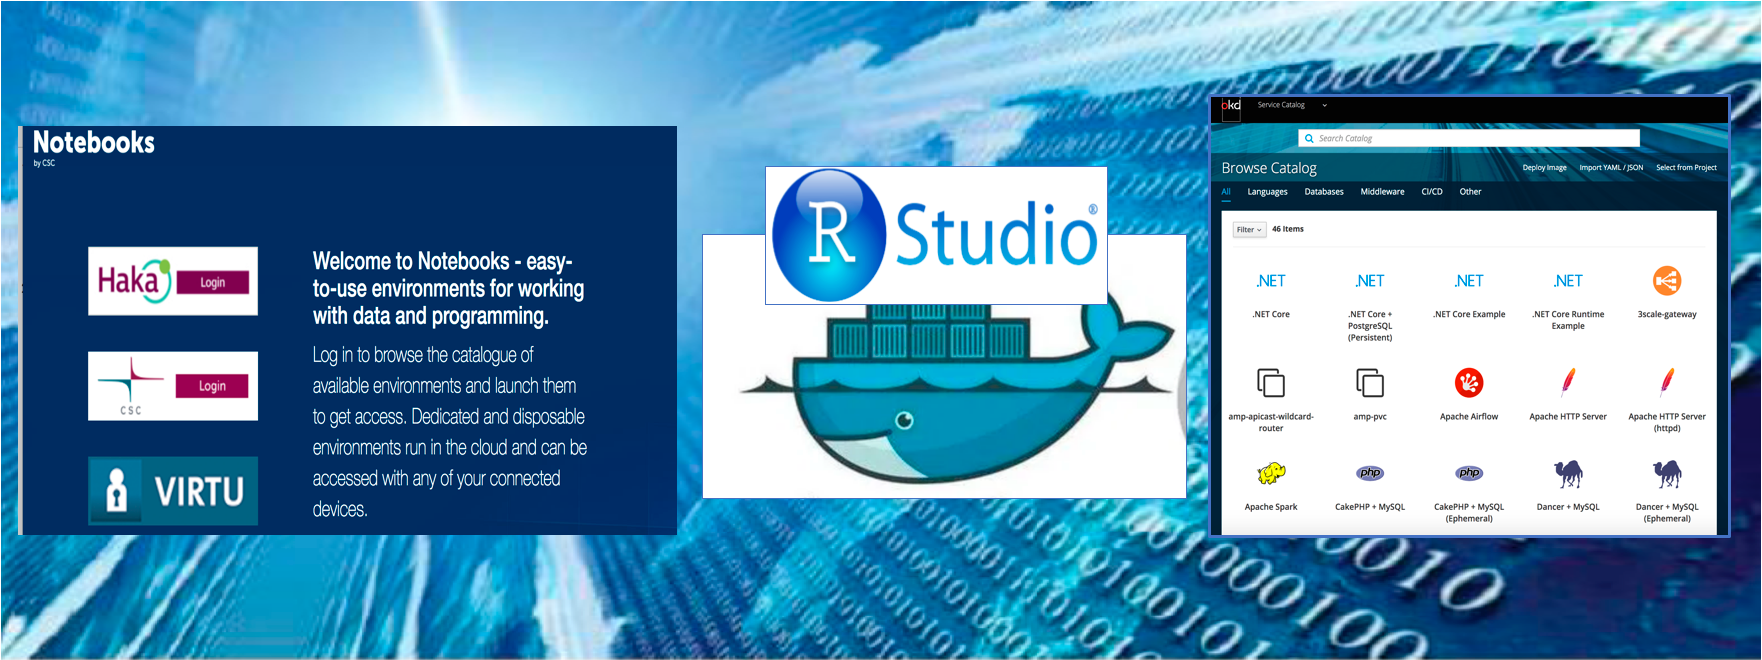 Notebooks
by CSC
Haka
Login
CSC
Login
VIRTU
Welcome to Notebooks - easy-
to-use environments for working
with data and programming.
Log in to browse the catalogue of
available environments and launch them
to get access. Dedicated and disposable
environments run in the cloud and can be
accessed with any of your connected
devices.
R Studio®
okd
Service Catalog
Search Catalog
Browse Catalog
Deploy Image Import YAML / JSON Select from Project
All Languages Databases Middleware CI/CD Other
Filter 46 Items
.NET .NET .NET .NET
.NET Core
.NET Core +
PostgreSQL
(Persistent)
.NET Core Example
.NET Core Runtime
Example
3scale-gateway
amp-apicast-wildcard-
router
amp-pvc
Apache Airflow
Apache HTTP Server
Apache HTTP Server
(httpd)
php php
Apache Spark
CakePHP + MySQL
CakePHP + MySQL
(Ephemeral)
Dancer + MySQL
Dancer + MySQL
(Ephemeral)